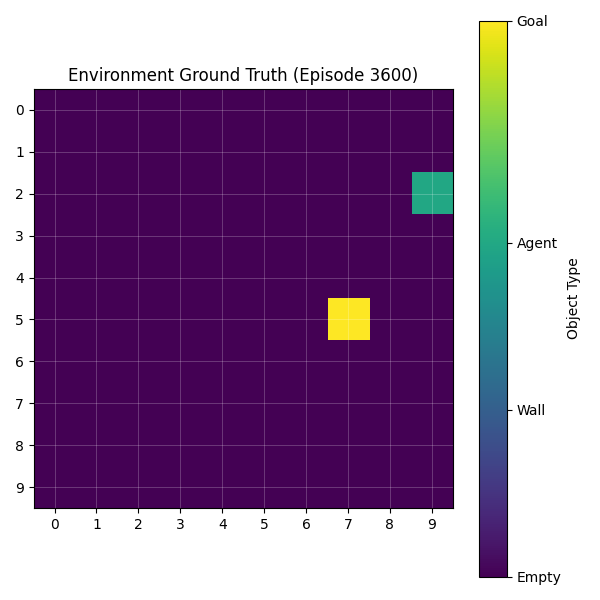 Environment Ground Truth (Episode 3600)
0
1
2
3
4
5
6
7
8
9
0 1 2 3 4 5 6 7 8 9
Goal
Agent
Wall
Empty
Object Type